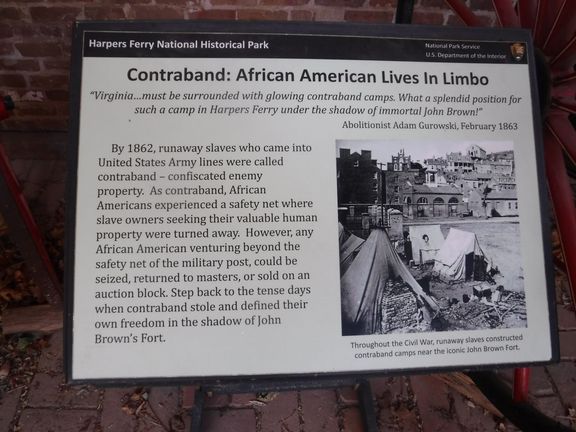 Harpers Ferry National Historical Park
National Park Service
U.S. Department of the Interior
Contraband: African American Lives In Limbo
“Virginia...must be surrounded with glowing contraband camps. What a splendid position for
such a camp in Harpers Ferry under the shadow of immortal John Brown!”
Abolitionist Adam Gurowski, February 1863
By 1862, runaway slaves who came into
United States Army lines were called
contraband – confiscated enemy
property. As contraband, African
Americans experienced a safety net where
slave owners seeking their valuable human
property were turned away. However, any
African American venturing beyond the
safety net of the military post, could be
seized, returned to masters, or sold on an
auction block. Step back to the tense days
when contraband stole and defined their
own freedom in the shadow of John
Brown’s Fort.
Throughout the Civil War, runaway slaves constructed
contraband camps near the iconic John Brown Fort.